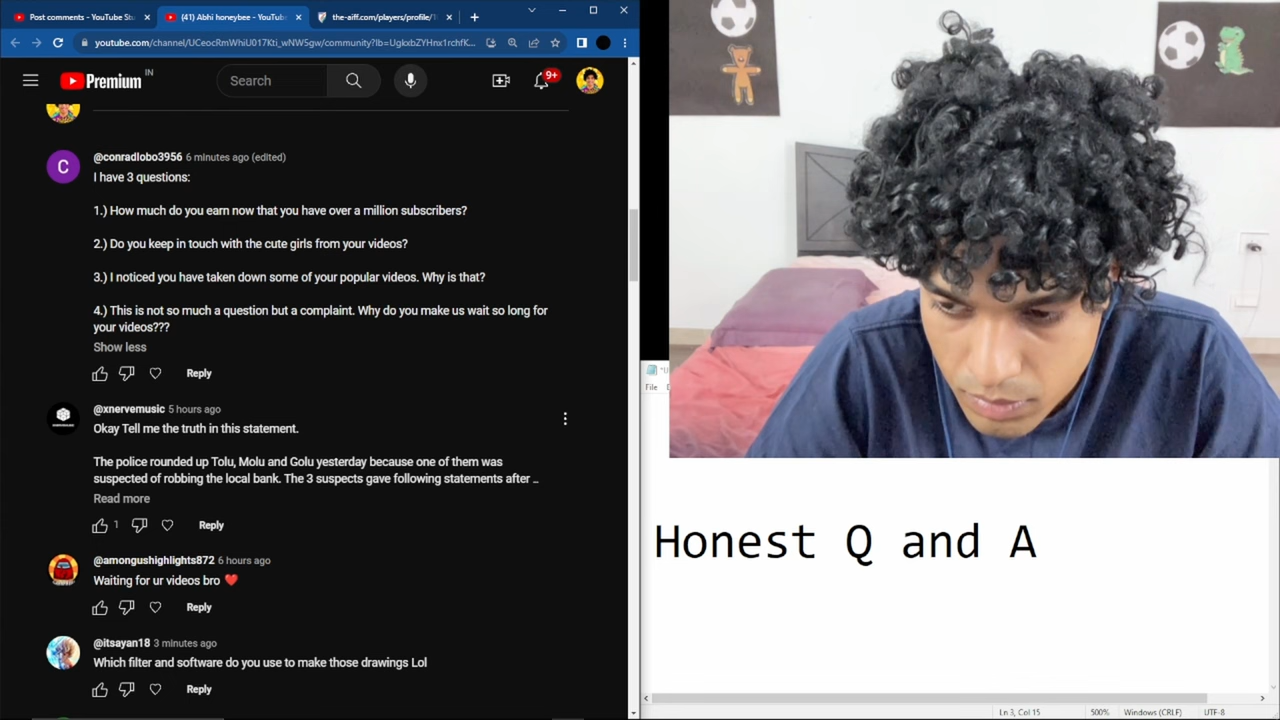 Post comments - YouTube Stu
(41) Abhi honeybee - YouTube
the-aiff.com/players/profile/1
youtube.com/channel/UCeocRmWhiU017Kti_wNWSgw/community?lb=UgkxbZYHnx1rchfK...
Premium IN
Search
9+
C
@conradlobo3956 6 minutes ago (edited)
I have 3 questions:
1.) How much do you earn now that you have over a million subscribers?
2.) Do you keep in touch with the cute girls from your videos?
3.) I noticed you have taken down some of your popular videos. Why is that?
4.) This is not so much a question but a complaint. Why do you make us wait so long for
your videos???
Show less
Reply
@xnervemusic 5 hours ago
Okay Tell me the truth in this statement.
The police rounded up Tolu, Molu and Golu yesterday because one of them was
suspected of robbing the local bank. The 3 suspects gave following statements after ...
Read more
1 Reply
@amongushighlights872 6 hours ago
Waiting for ur videos bro ❤️
Reply
@itsayan18 3 minutes ago
Which filter and software do you use to make those drawings Lol
Reply
File
Honest Q and A
Ln 3, Col 15 500% Windows (CRLF) UTF-8